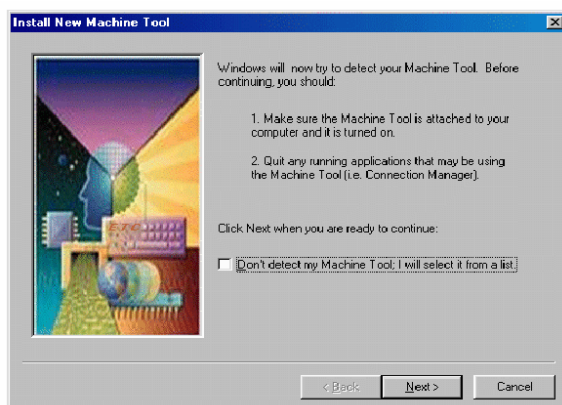 Install New Machine Tool
Windows will now try to detect your Machine Tool. Before
continuing, you should:
1. Make sure the Machine Tool is attached to your
computer and it is turned on.
2. Quit any running applications that may be using
the Machine Tool (i.e. Connection Manager).
Click Next when you are ready to continue:
Don't detect my Machine Tool; I will select it from a list.
< Back
Next >
Cancel